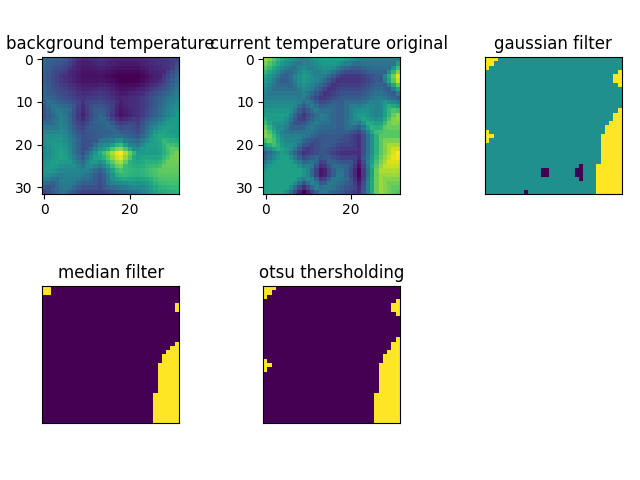 background temperature
current temperature original
gaussian filter
0
10
20
30
0
20
0
10
20
30
0
20
median filter
otsu thersholding